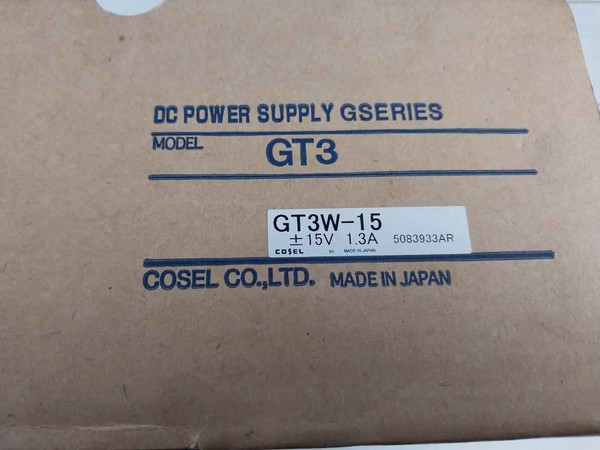 DC POWER SUPPLY GSERIES
MODEL GT3
GT3W-15
±15V 1.3A 5083933AR
COSEL MADE IN JAPAN
COSEL CO.,LTD. MADE IN JAPAN